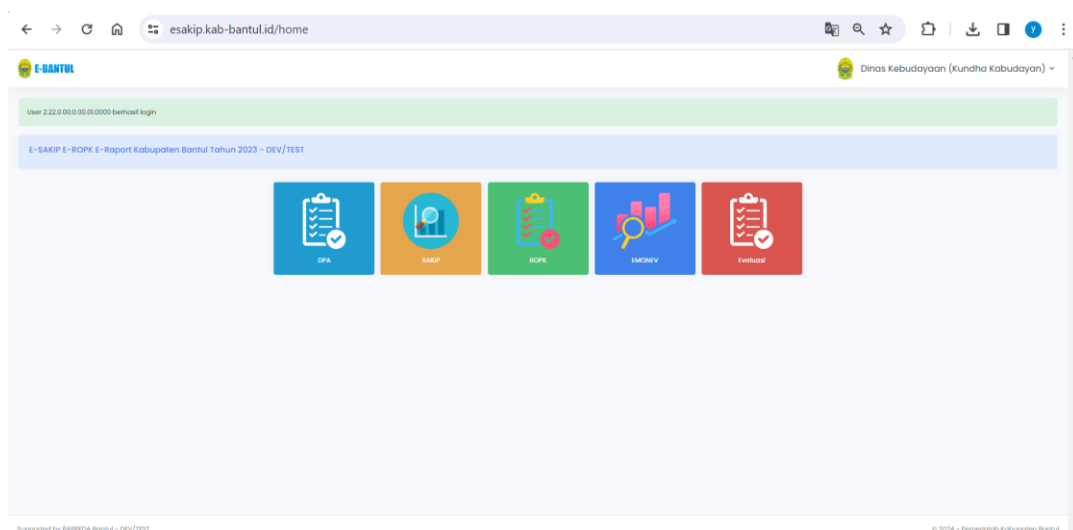 esakip.kab-bantul.id/home
y
E-BANTUL
Dinas Kebudayaan (Kundha Kabudayan)
User 2.22.0.00.0.00.01.0000 berhasil login
E-SAKIP E-ROPK E-Raport Kabupaten Bantul Tahun 2023 - DEV/TEST
DPA
SAKIP
ROPK
EMONEV
Evaluasi
Supported by BAPPEDA Bantul - DEV/TEST
© 2024 - Pemerintah Kabupaten Bantul